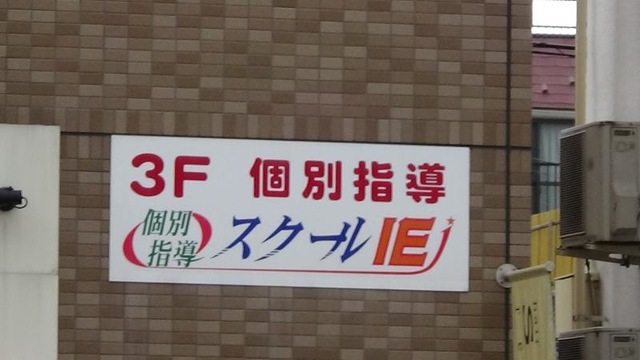 3F 個別指導
個別
指導
スクールIE